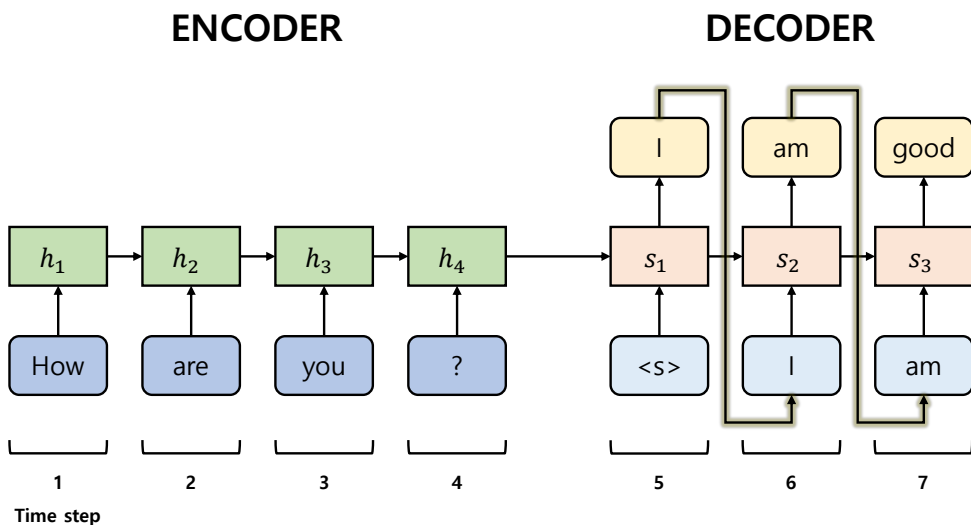 ENCODER DECODER
I am good
h₁ h₂ h₃ h₄ s₁ s₂ s₃
How are you ? <s> I am
1 2 3 4 5 6 7
Time step